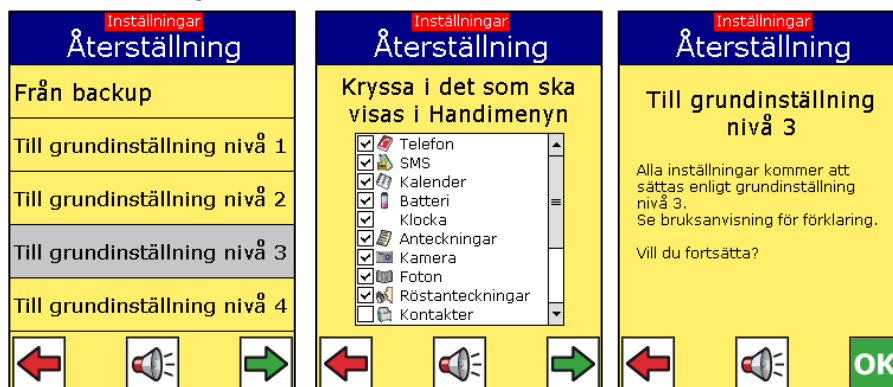 Inställningar
Återställning
Från backup
Till grundinställning nivå 1
Till grundinställning nivå 2
Till grundinställning nivå 3
Till grundinställning nivå 4
Inställningar
Återställning
Kryssa i det som ska
visas i Handimenyn
Telefon
SMS
Kalender
Batteri
Klocka
Anteckningar
Kamera
Foton
Röstanteckningar
Kontakter
Inställningar
Återställning
Till grundinställning
nivå 3
Alla inställningar kommer att
sättas enligt grundinställning
nivå 3.
Se bruksanvisning för förklaring.
Vill du fortsätta?
OK